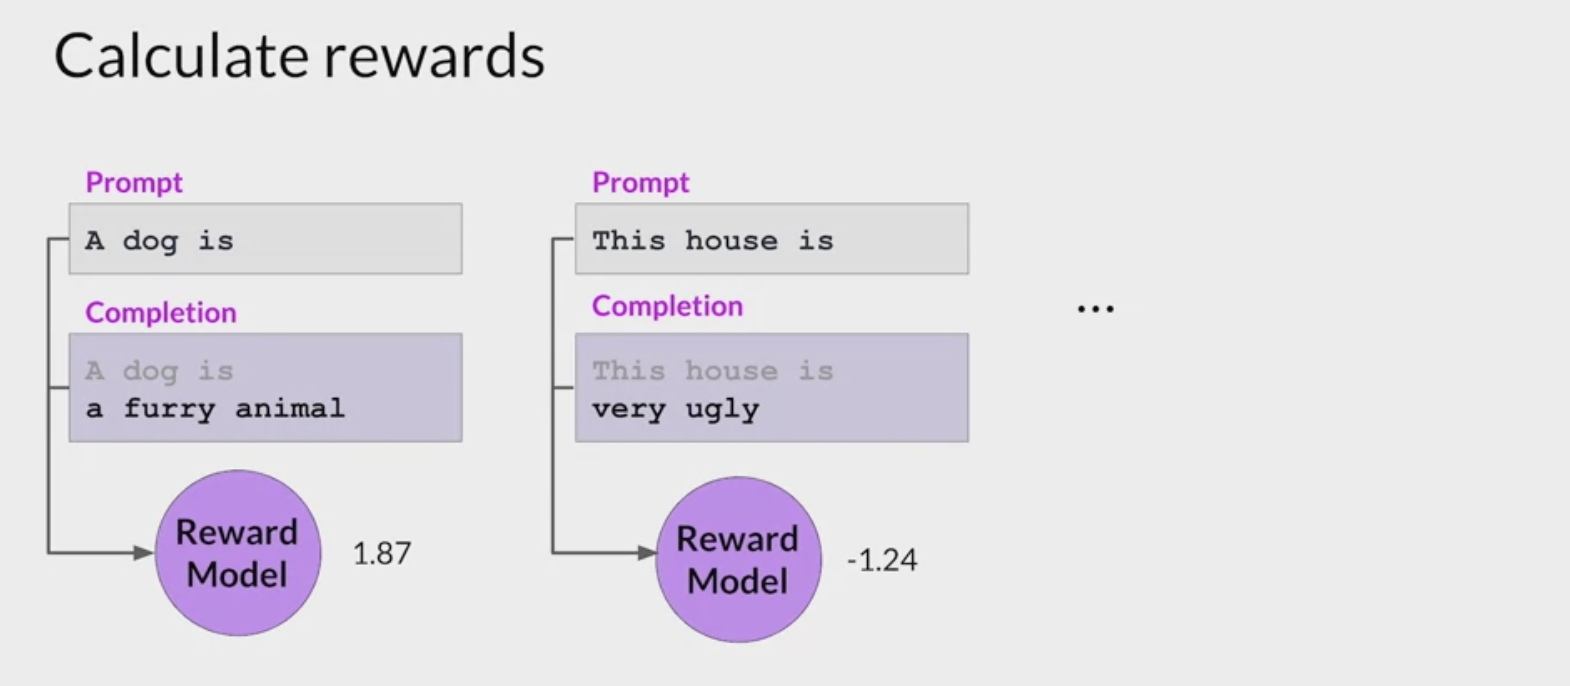 Calculate rewards
Prompt
A dog is
Completion
A dog is
a furry animal
Reward
Model
1.87
Prompt
This house is
Completion
This house is
very ugly
Reward
Model
-1.24
...